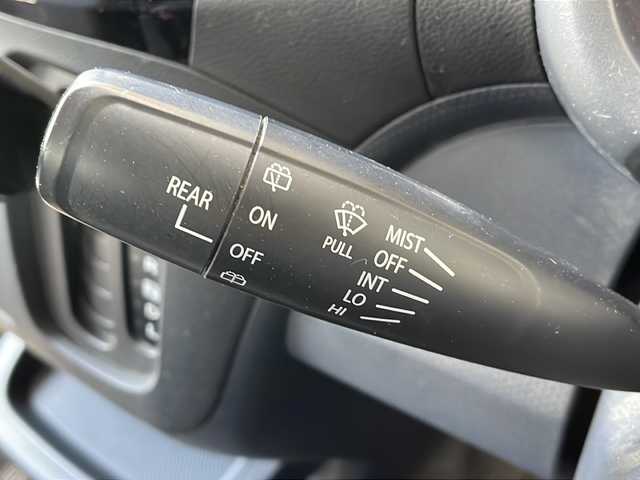 REAR
ON
OFF
PULL
MIST
OFF
INT
LO
HI